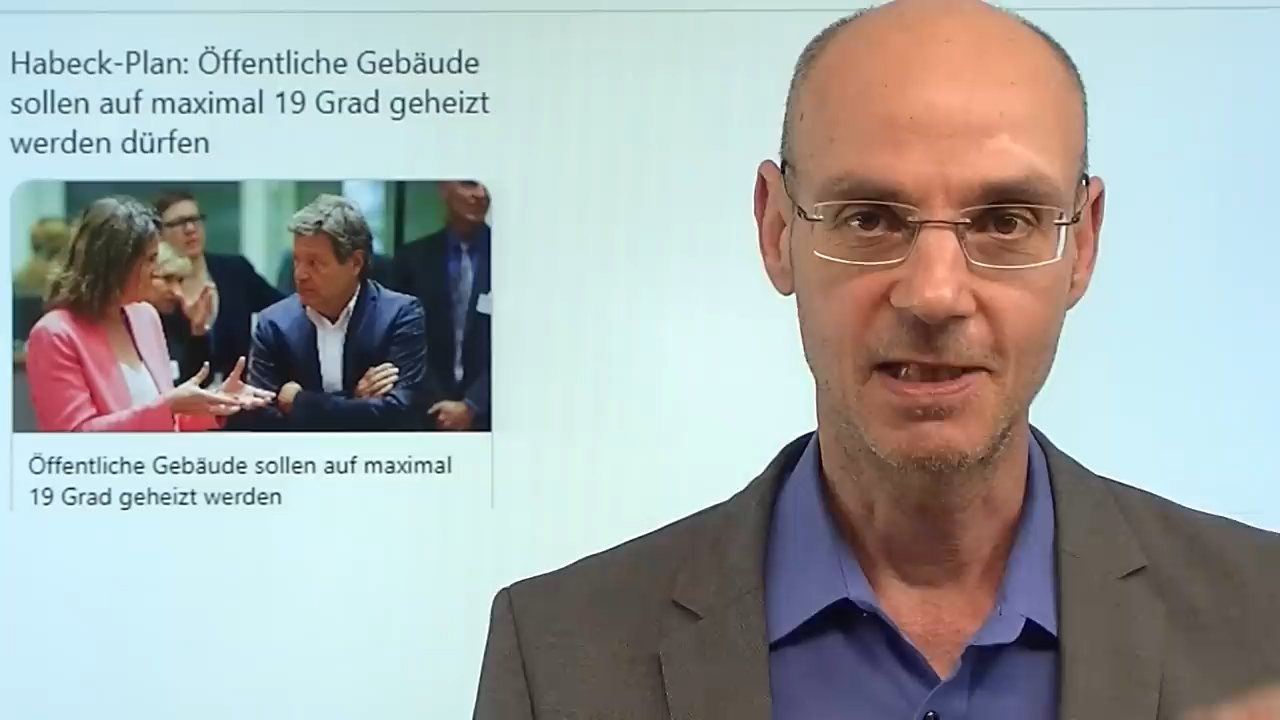 Habeck-Plan: Öffentliche Gebäude
sollen auf maximal 19 Grad geheizt
werden dürfen
Öffentliche Gebäude sollen auf maximal
19 Grad geheizt werden